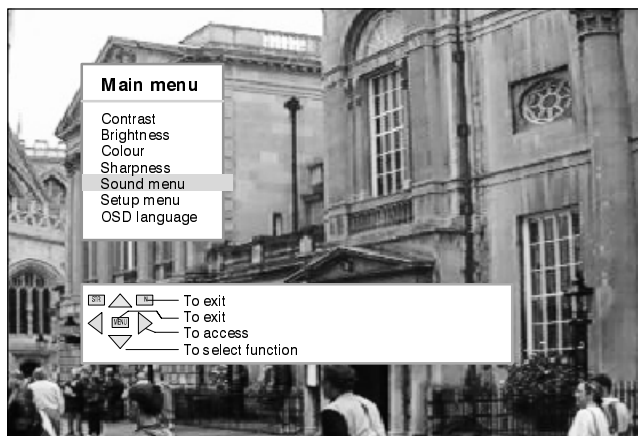 Main menu
Contrast
Brightness
Colour
Sharpness
Sound menu
Setup menu
OSD language
STR
To exit
MENU
To exit
To access
To select function